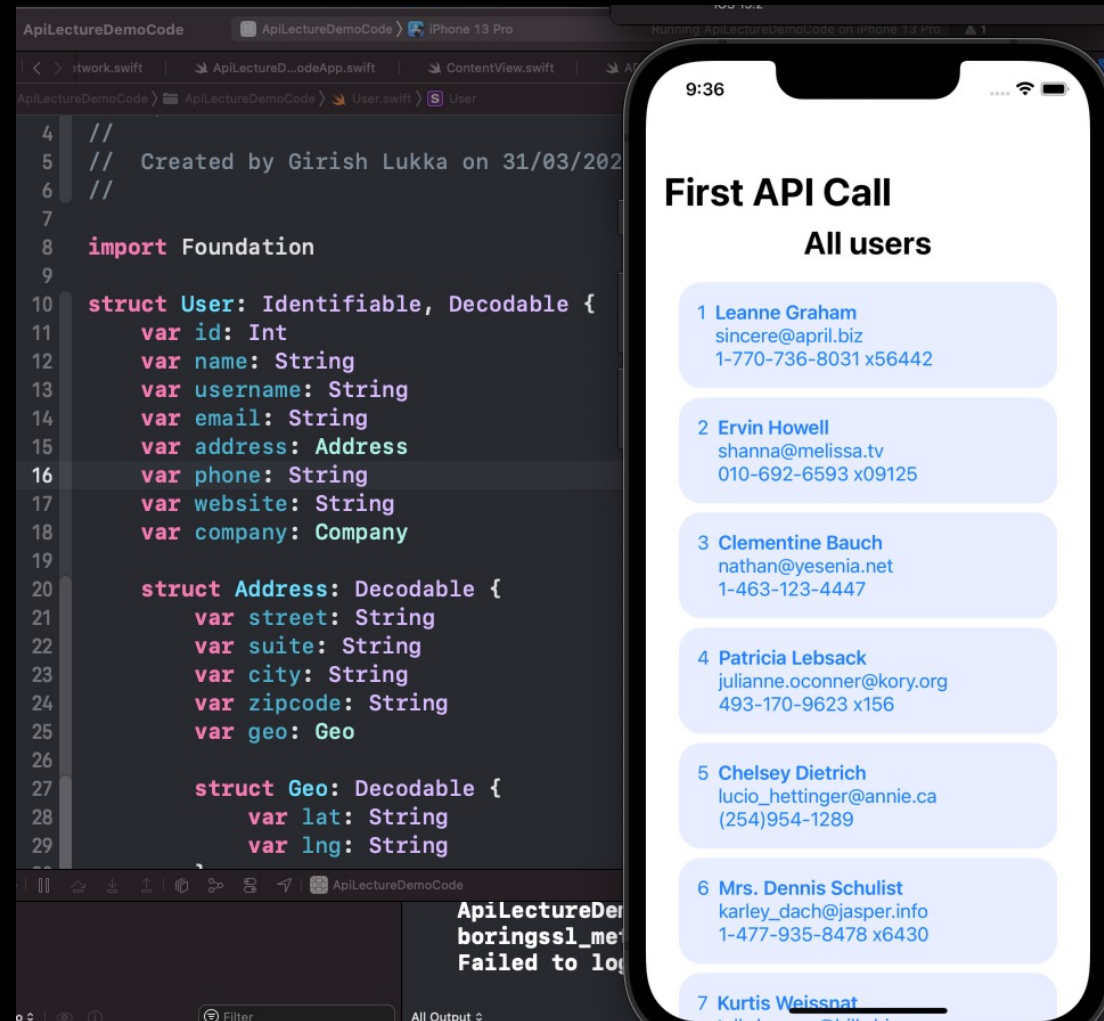 ApiLectureDemoCode
ApiLectureDemoCode 〉 iPhone 13 Pro
Running ApiLectureDemoCode on iPhone 13 Pro
1
etwork.swift
ApiLectureD...odeApp.swift
ContentView.swift
ApiLectureDemoCode 〉 ApiLectureDemoCode 〉 User.swift 〉 S User
4 //
5 // Created by Girish Lukka on 31/03/202
6 //
7
8 import Foundation
9
10 struct User: Identifiable, Decodable {
11 var id: Int
12 var name: String
13 var username: String
14 var email: String
15 var address: Address
16 var phone: String
17 var website: String
18 var company: Company
19
20 struct Address: Decodable {
21 var street: String
22 var suite: String
23 var city: String
24 var zipcode: String
25 var geo: Geo
26
27 struct Geo: Decodable {
28 var lat: String
29 var lng: String
ApiLectureDemoCode
ApiLectureDem
boringssl_met
Failed to log
Filter
All Output
9:36
First API Call
All users
1 Leanne Graham
sincere@april.biz
1-770-736-8031 x56442
2 Ervin Howell
shanna@melissa.tv
010-692-6593 x09125
3 Clementine Bauch
nathan@yesenia.net
1-463-123-4447
4 Patricia Lebsack
julianne.oconner@kory.org
493-170-9623 x156
5 Chelsey Dietrich
lucio_hettinger@annie.ca
(254)954-1289
6 Mrs. Dennis Schulist
karley_dach@jasper.info
1-477-935-8478 x6430
7 Kurtis Weissnat